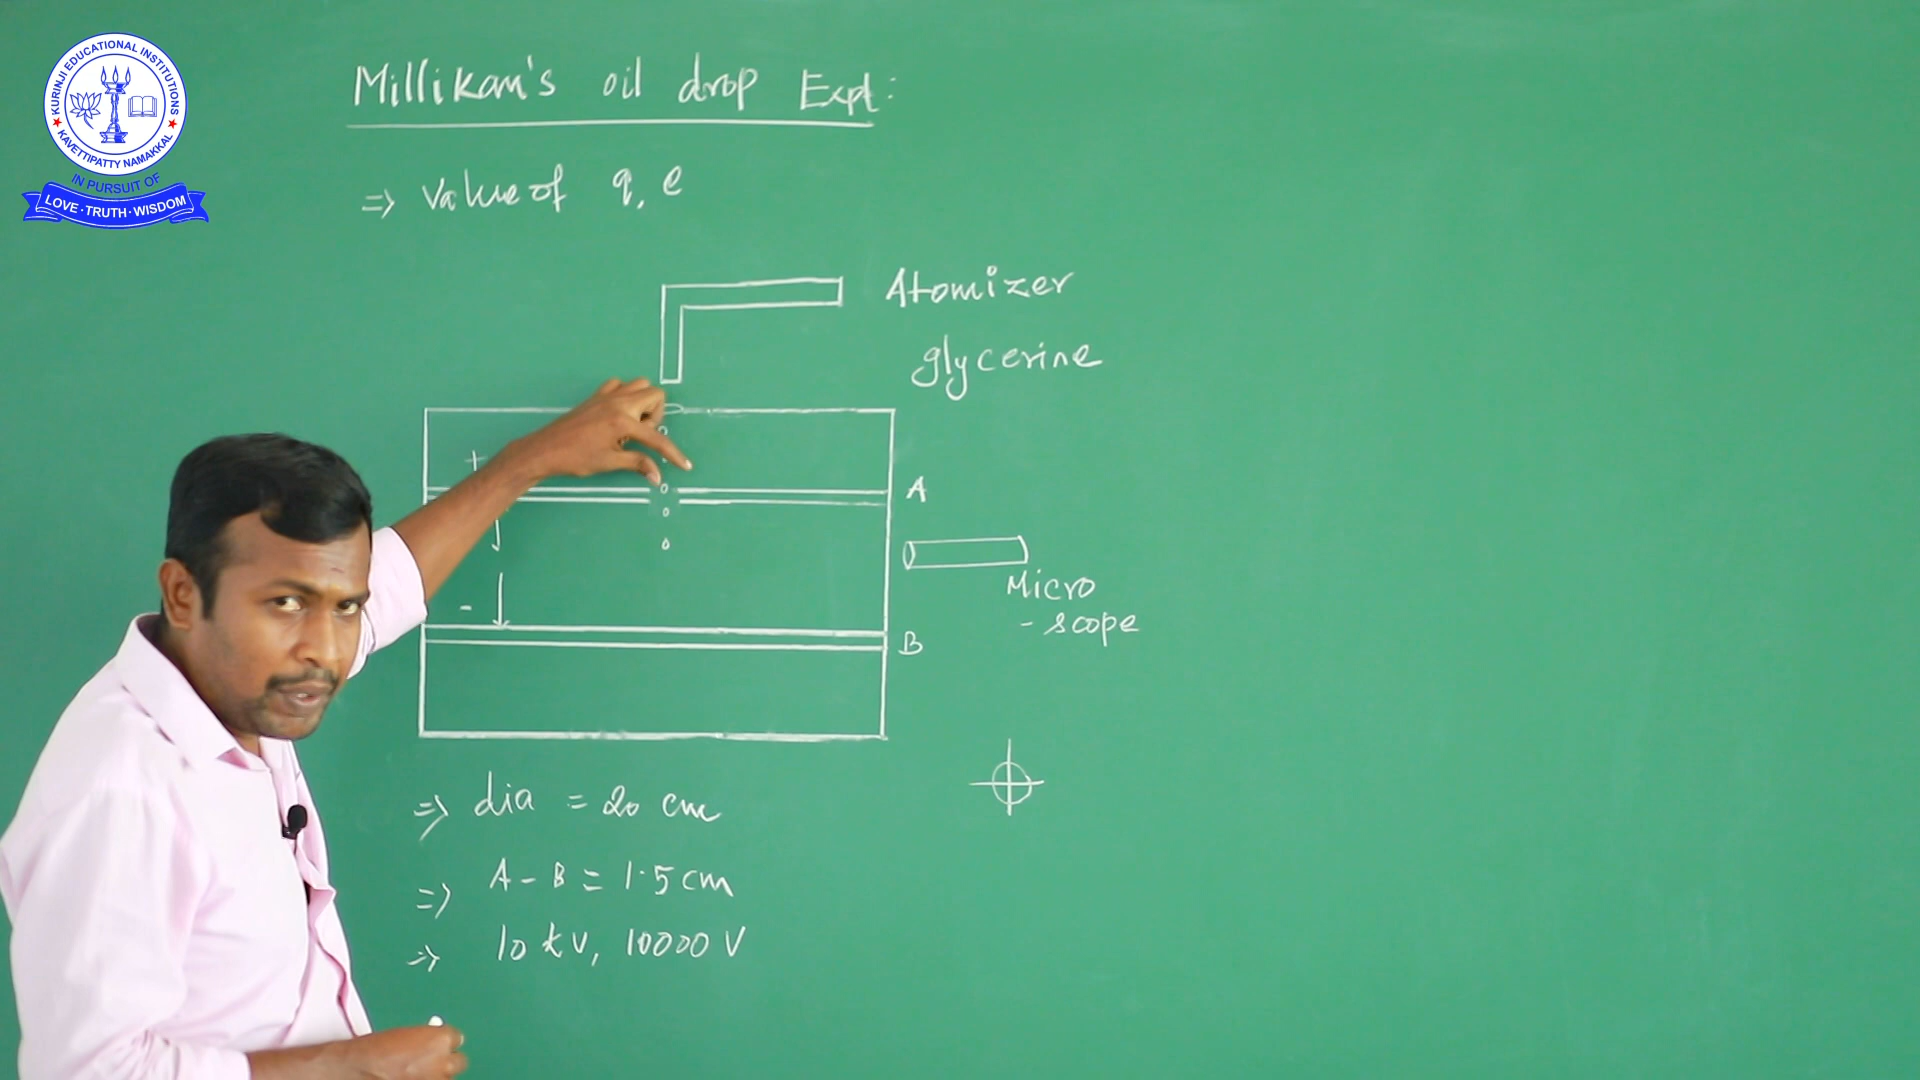 KURINJI EDUCATIONAL INSTITUTIONS
KAVETTIPATTY NAMAKKAL
IN PURSUIT OF
LOVE · TRUTH · WISDOM
Millikan's oil drop Expt:
=> Value of q, e
Atomizer
glycerine
+
A
Micro
- scope
-
B
=> dia = 20 cm
=> A - B = 1.5 cm
=> 10 kV, 10000 V